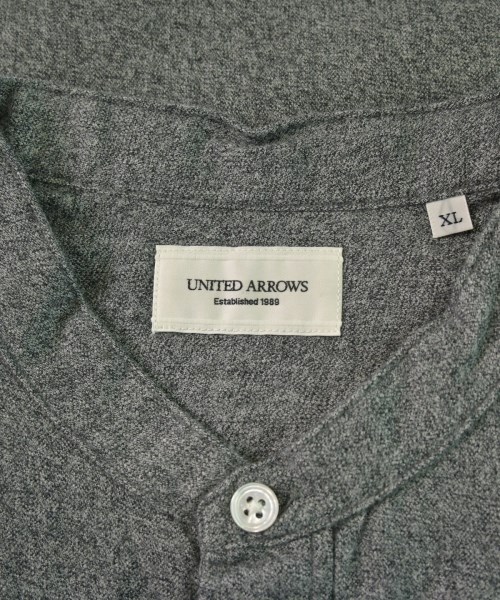 XL
UNITED ARROWS
Established 1989